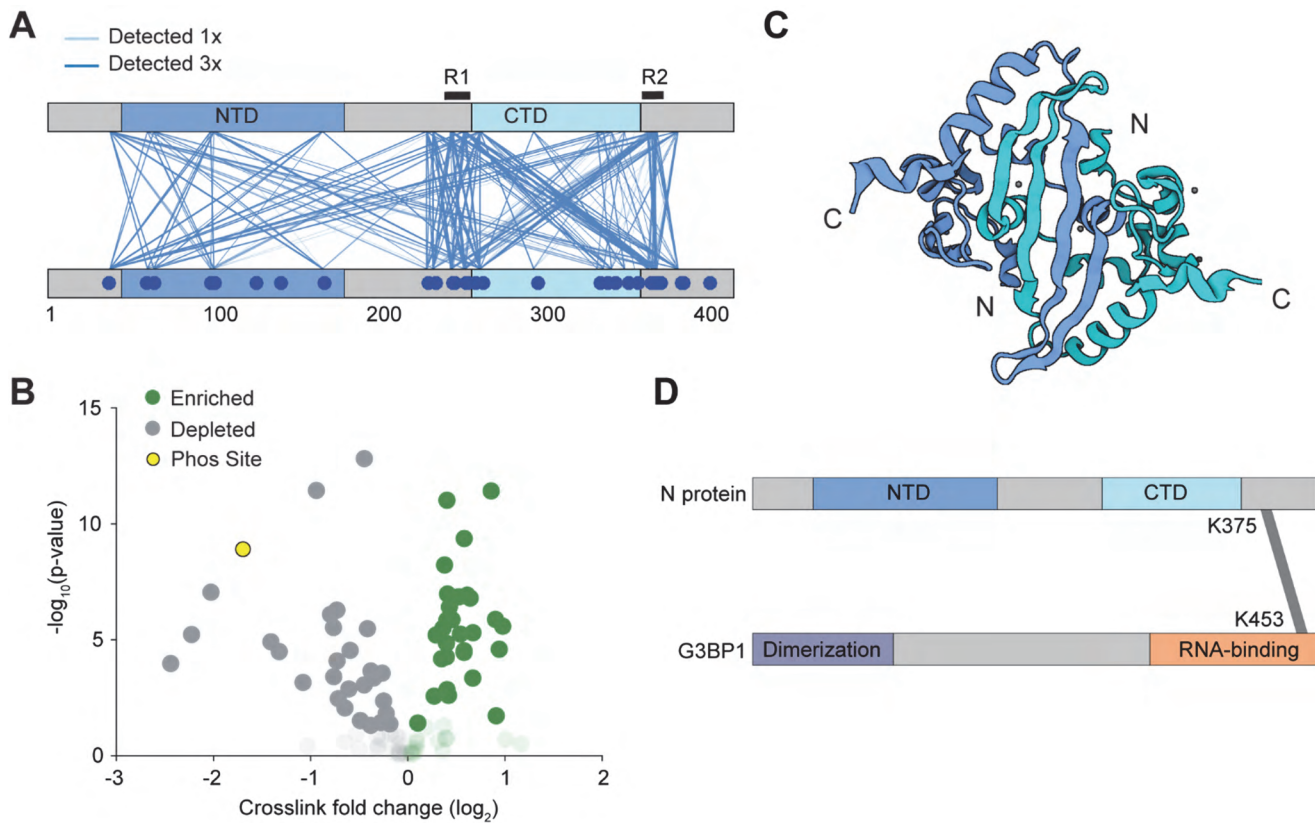 A
Detected 1x
Detected 3x
R1
R2
NTD
CTD
1
100
200
300
400
B
Enriched
Depleted
Phos Site
15
10
5
0
-log10(p-value)
-3
-2
-1
0
1
2
Crosslink fold change (log2)
C
N
C
N
C
D
N protein
NTD
CTD
K375
K453
G3BP1
Dimerization
RNA-binding